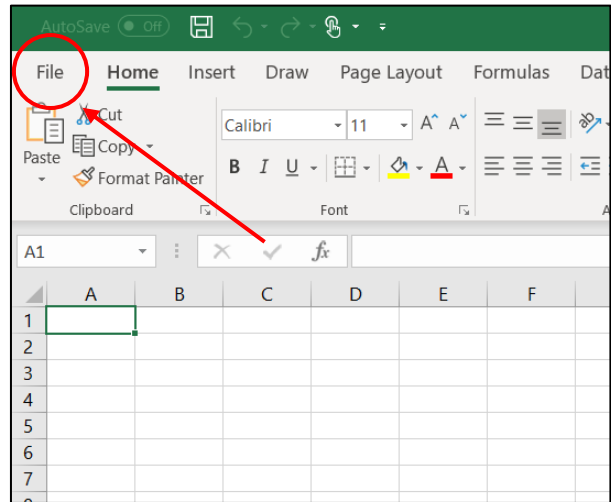 AutoSave Off
File Home Insert Draw Page Layout Formulas Dat
Cut
Calibri 11 A A
Copy
Paste
B I U A
Format Painter
Clipboard Font A
A1 fx
A B C D E F
1
2
3
4
5
6
7